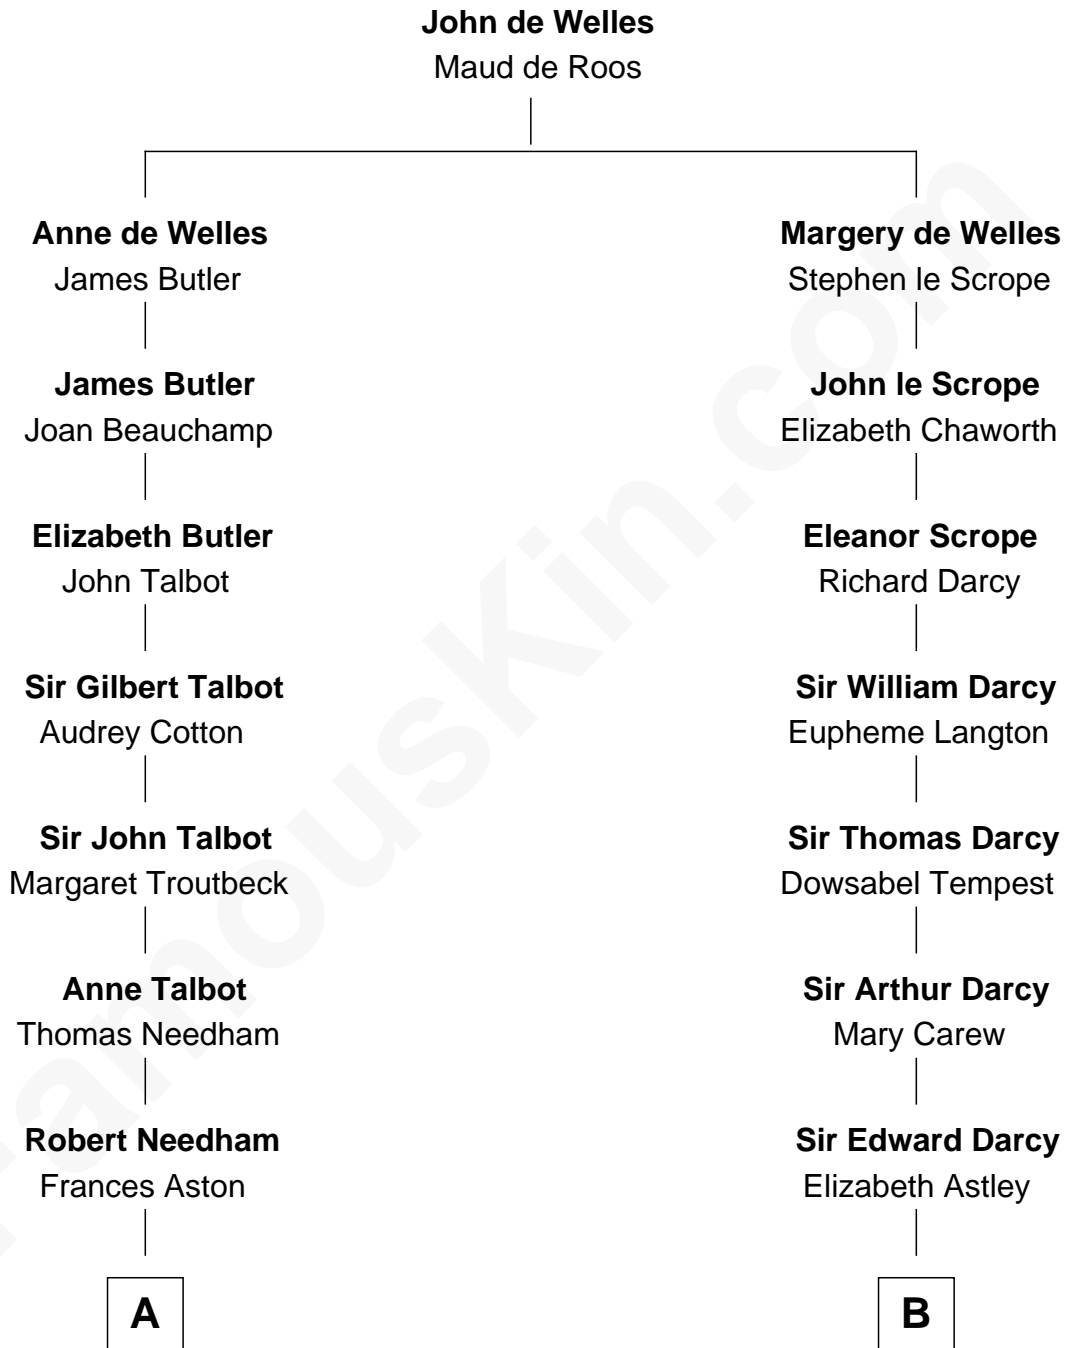 John de Welles
Maud de Roos
Anne de Welles
James Butler
Margery de Welles
Stephen le Scrope
James Butler
Joan Beauchamp
John le Scrope
Elizabeth Chaworth
Elizabeth Butler
John Talbot
Eleanor Scrope
Richard Darcy
Sir Gilbert Talbot
Audrey Cotton
Sir William Darcy
Eupheme Langton
Sir John Talbot
Margaret Troutbeck
Sir Thomas Darcy
Dowsabel Tempest
Anne Talbot
Thomas Needham
Sir Arthur Darcy
Mary Carew
Robert Needham
Frances Aston
Sir Edward Darcy
Elizabeth Astley
A
B
FamousKin.com